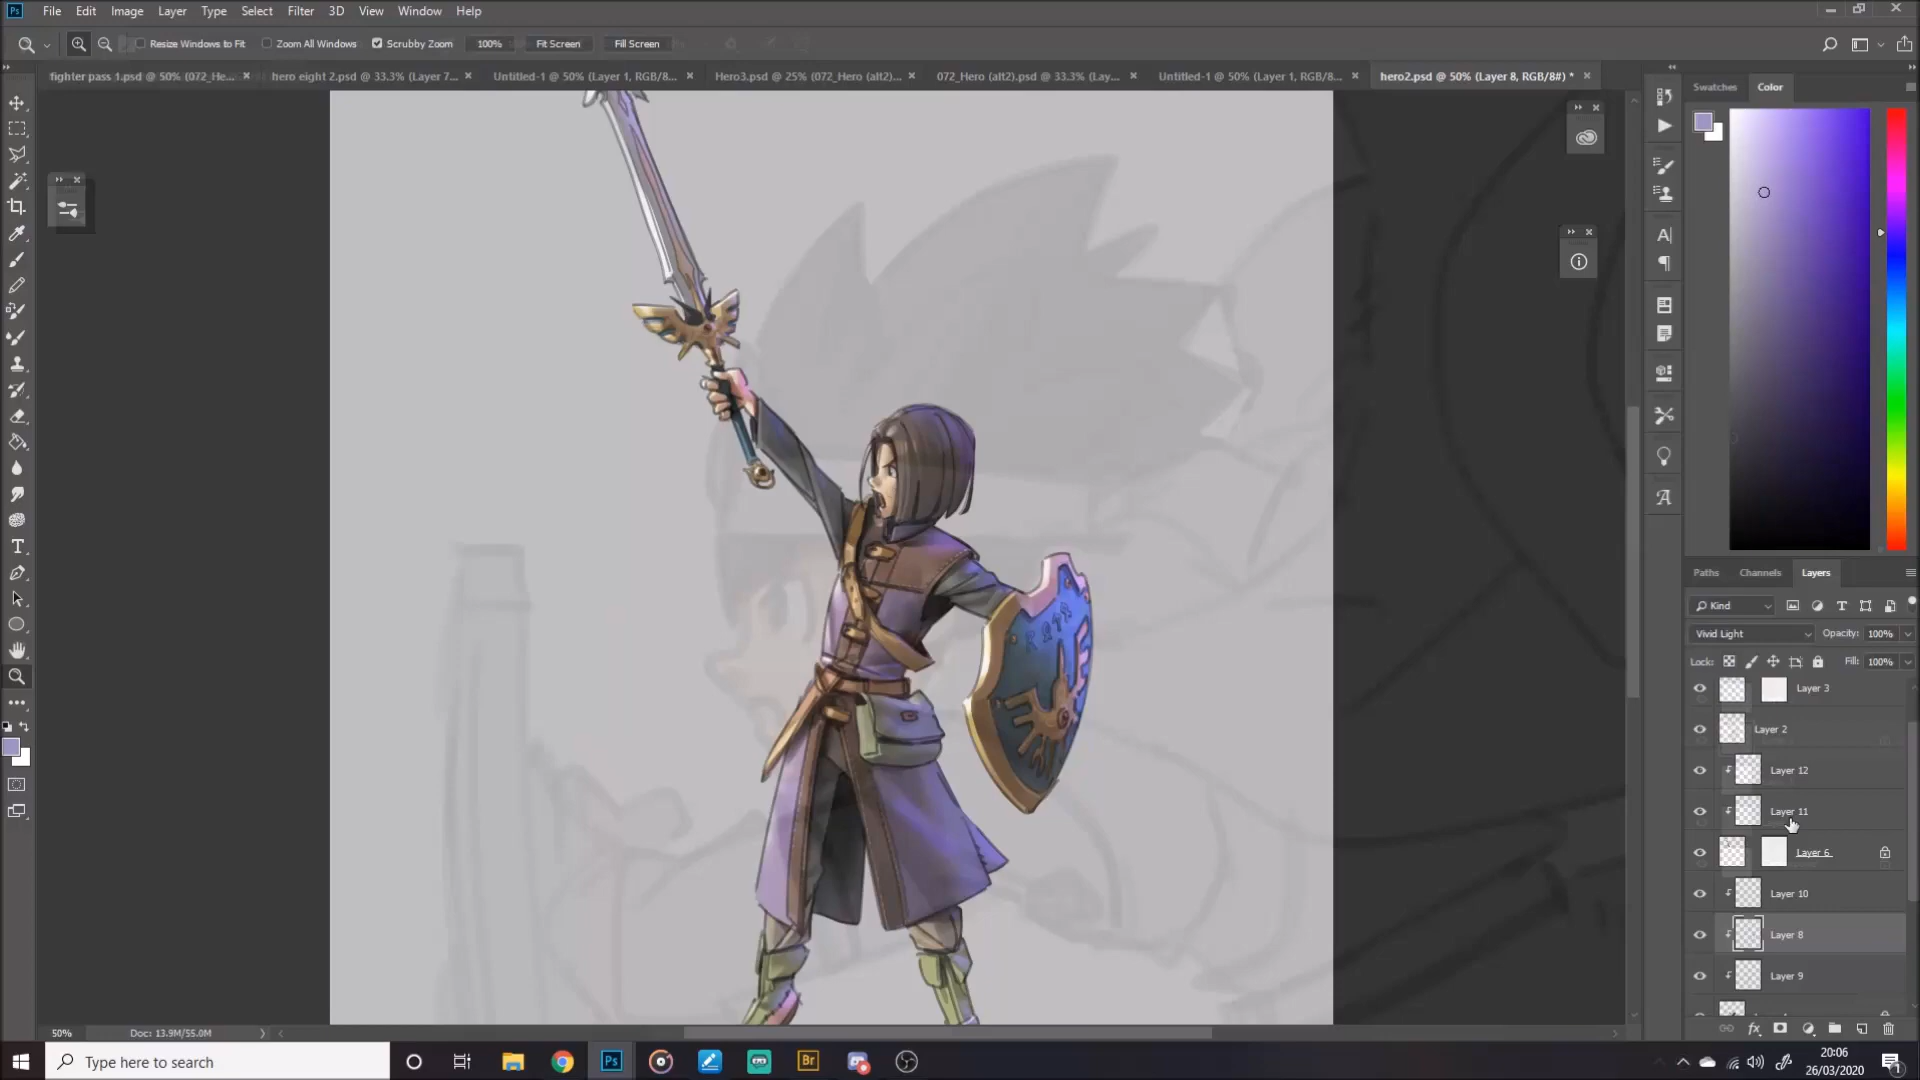 Ps File Edit Image Layer Type Select Filter 3D View Window Help
Resize Windows to Fit Zoom All Windows Scrubby Zoom 100% Fit Screen Fill Screen
fighter pass 1.psd @ 50% (072_He... × hero eight 2.psd @ 33.3% (Layer 7... × Untitled-1 @ 50% (Layer 1, RGB/8... × Hero3.psd @ 25% (072_Hero (alt2)... × 072_Hero (alt2).psd @ 33.3% (Lay... × Untitled-1 @ 50% (Layer 1, RGB/8... × hero2.psd @ 50% (Layer 8, RGB/8#) * ×
Swatches Color
Paths Channels Layers
Kind
Vivid Light Opacity: 100%
Lock: Fill: 100%
Layer 3
Layer 2
Layer 12
Layer 11
Layer 6
Layer 10
Layer 8
Layer 9
50% Doc: 13.9M/55.0M
Type here to search
Ps
Br
20:06
26/03/2020
1